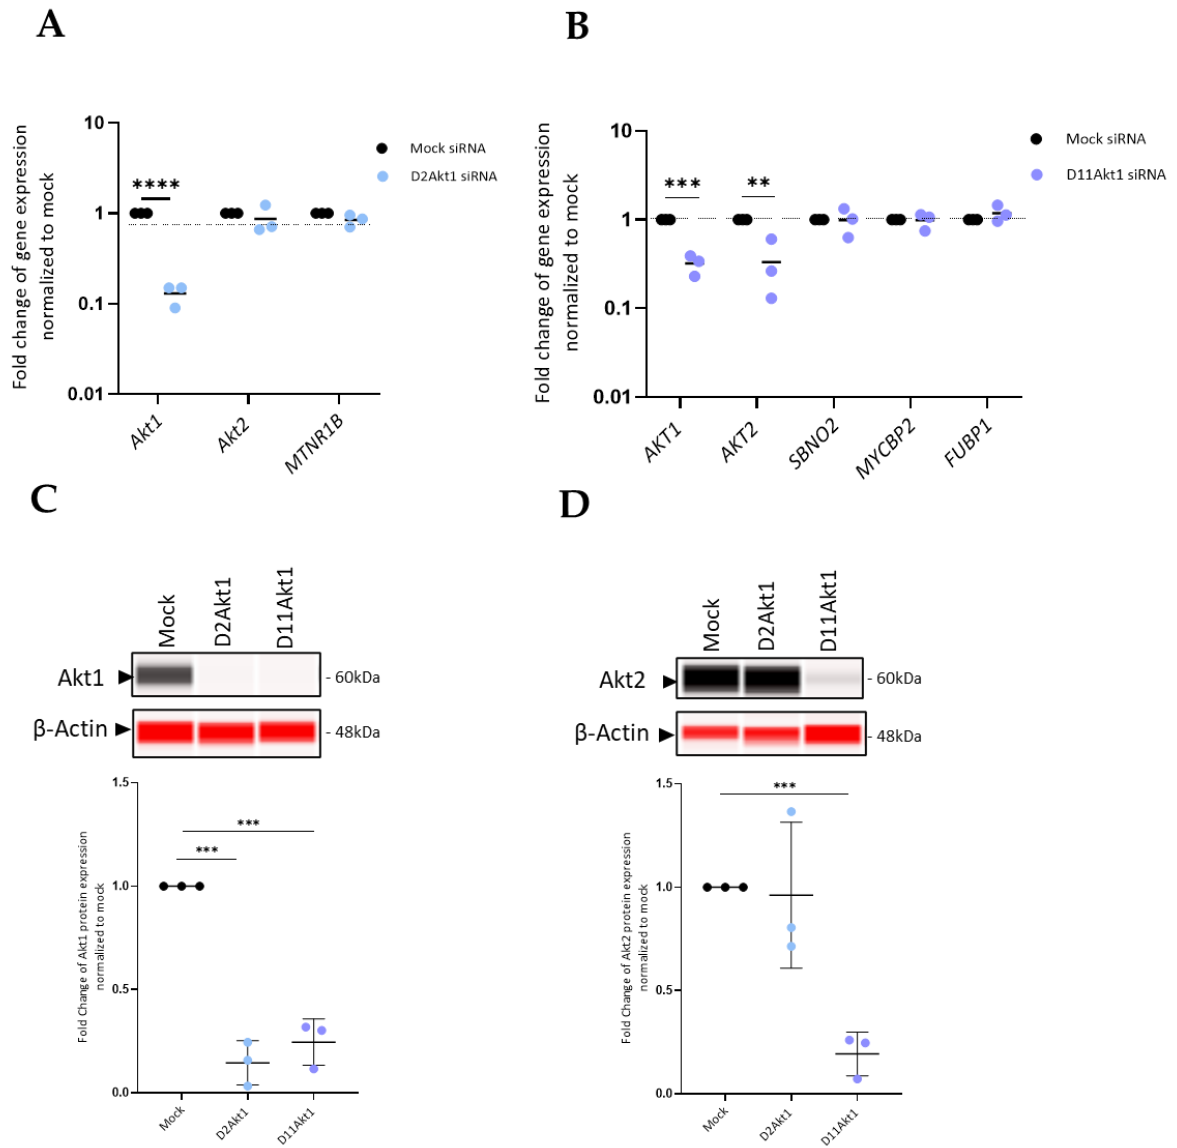 A
Fold change of gene expression
normalized to mock
10
1
0.1
0.01
****
Mock siRNA
D2Akt1 siRNA
Akt1
Akt2
MTNR1B
B
Fold change of gene expression
normalized to mock
10
1
0.1
0.01
***
**
Mock siRNA
D11Akt1 siRNA
AKT1
AKT2
SBNO2
MYCBP2
FUBP1
C
Mock
D2Akt1
D11Akt1
Akt1
- 60kDa
β-Actin
- 48kDa
Fold Change of Akt1 protein expression
normalized to mock
1.5
1.0
0.5
0.0
***
***
Mock
D2Akt1
D11Akt1
D
Mock
D2Akt1
D11Akt1
Akt2
- 60kDa
β-Actin
- 48kDa
Fold Change of Akt2 protein expression
normalized to mock
1.5
1.0
0.5
0.0
***
Mock
D2Akt1
D11Akt1